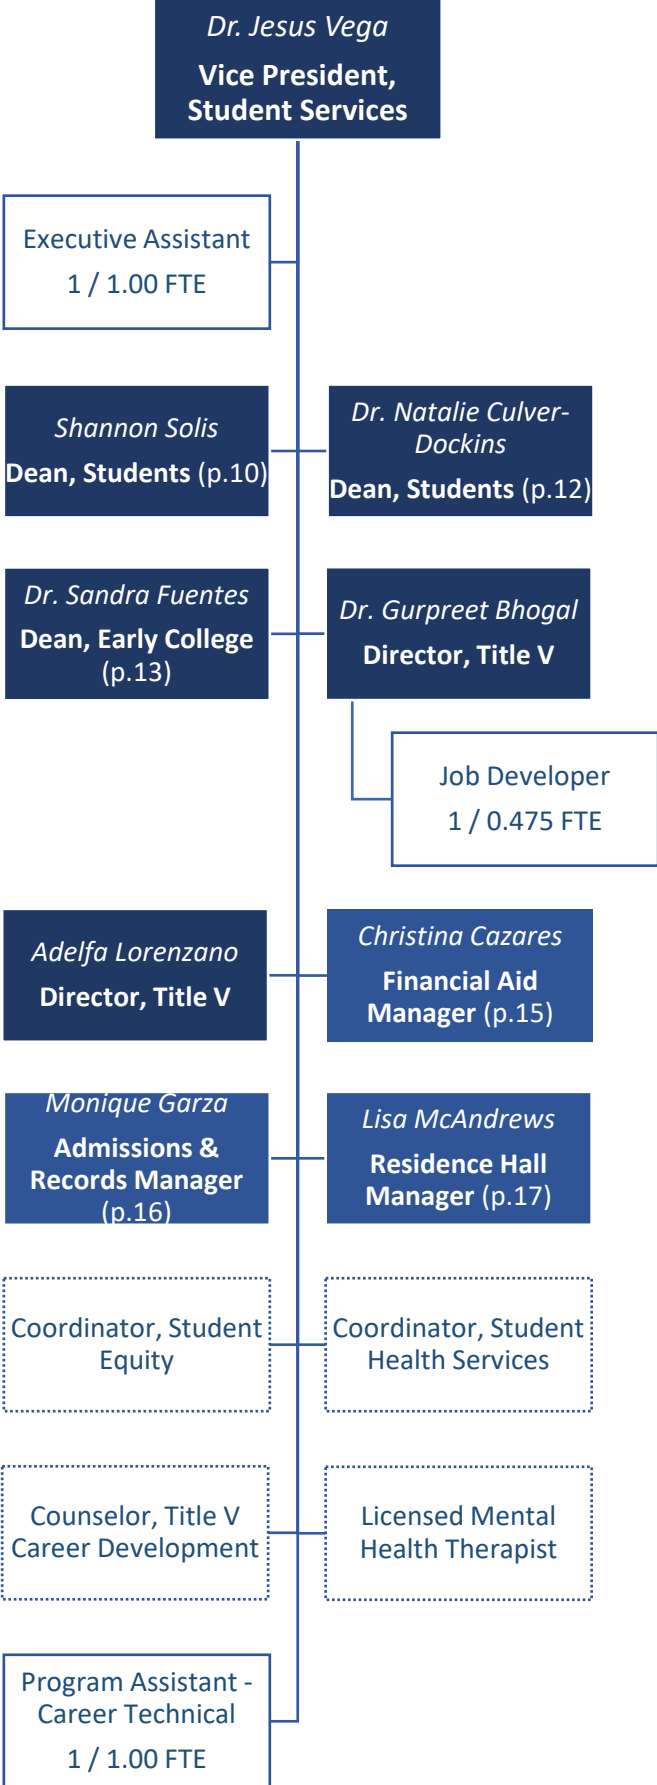 Dr. Jesus Vega
Vice President,
Student Services
Executive Assistant
1 / 1.00 FTE
Shannon Solis
Dean, Students (p.10)
Dr. Natalie Culver-
Dockins
Dean, Students (p.12)
Dr. Sandra Fuentes
Dean, Early College
(p.13)
Dr. Gurpreet Bhogal
Director, Title V
Job Developer
1 / 0.475 FTE
Adelfa Lorenzano
Director, Title V
Christina Cazares
Financial Aid
Manager (p.15)
Monique Garza
Admissions &
Records Manager
(p.16)
Lisa McAndrews
Residence Hall
Manager (p.17)
Coordinator, Student
Equity
Coordinator, Student
Health Services
Counselor, Title V
Career Development
Licensed Mental
Health Therapist
Program Assistant -
Career Technical
1 / 1.00 FTE